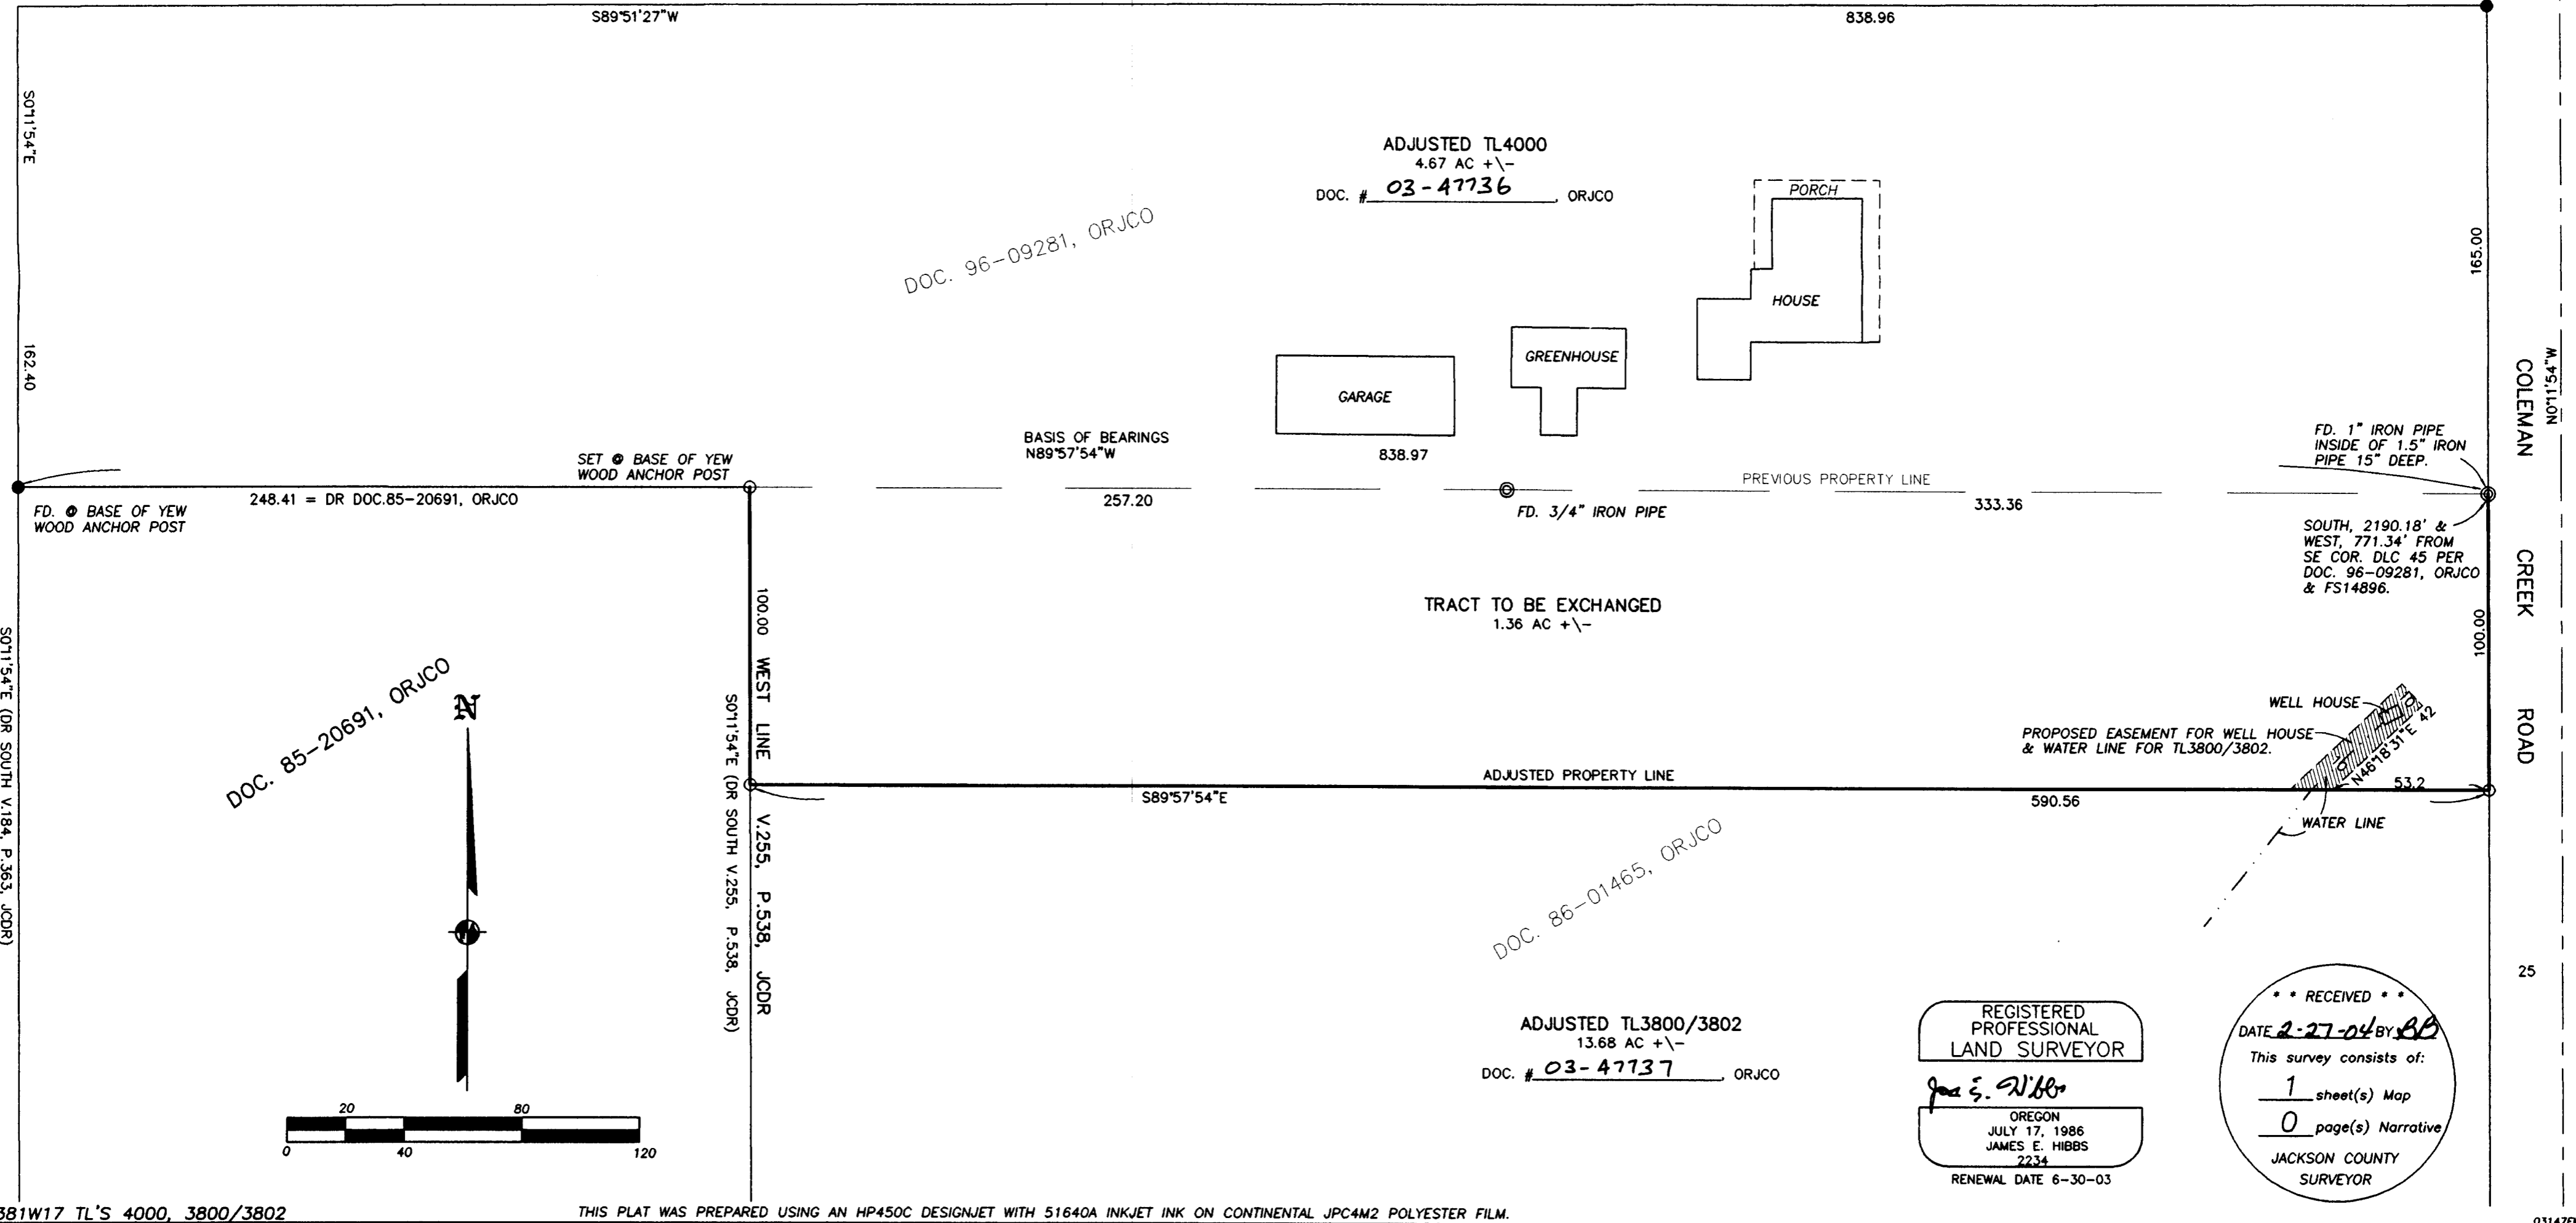 S89°51'27"W
838.96
S0°11'54"E
162.40
ADJUSTED TL4000
4.67 AC +\-
DOC. # 03-47736, ORJCO
DOC. 96-09281, ORJCO
PORCH
HOUSE
GREENHOUSE
GARAGE
165.00
N0°11'54"W
COLEMAN CREEK ROAD
FD. 1" IRON PIPE
INSIDE OF 1.5" IRON
PIPE 15" DEEP.
BASIS OF BEARINGS
N89°57'54"W
838.97
SET @ BASE OF YEW
WOOD ANCHOR POST
248.41 = DR DOC.85-20691, ORJCO
257.20
PREVIOUS PROPERTY LINE
333.36
FD. @ BASE OF YEW
WOOD ANCHOR POST
FD. 3/4" IRON PIPE
SOUTH, 2190.18' &
WEST, 771.34' FROM
SE COR. DLC 45 PER
DOC. 96-09281, ORJCO
& FS14896.
TRACT TO BE EXCHANGED
1.36 AC +\-
100.00
100.00 WEST LINE V.255, P.538, JCDR
S0°11'54"E (DR SOUTH V.255, P.538, JCDR)
S0°11'54"E (DR SOUTH V.184, P.363, JCDR)
DOC. 85-20691, ORJCO
N
WELL HOUSE
PROPOSED EASEMENT FOR WELL HOUSE
& WATER LINE FOR TL3800/3802.
N46°18'31"E 42
53.2
ADJUSTED PROPERTY LINE
S89°57'54"E
590.56
WATER LINE
DOC. 86-01465, ORJCO
25
ADJUSTED TL3800/3802
13.68 AC +\-
DOC. # 03-47737, ORJCO
REGISTERED
PROFESSIONAL
LAND SURVEYOR
James E. Hibbs
OREGON
JULY 17, 1986
JAMES E. HIBBS
2234
RENEWAL DATE 6-30-03
* * RECEIVED * *
DATE 2-27-04 BY BB
This survey consists of:
1 sheet(s) Map
0 page(s) Narrative
JACKSON COUNTY
SURVEYOR
20 80
0 40 120
381W17 TL'S 4000, 3800/3802
THIS PLAT WAS PREPARED USING AN HP450C DESIGNJET WITH 51640A INKJET INK ON CONTINENTAL JPC4M2 POLYESTER FILM.